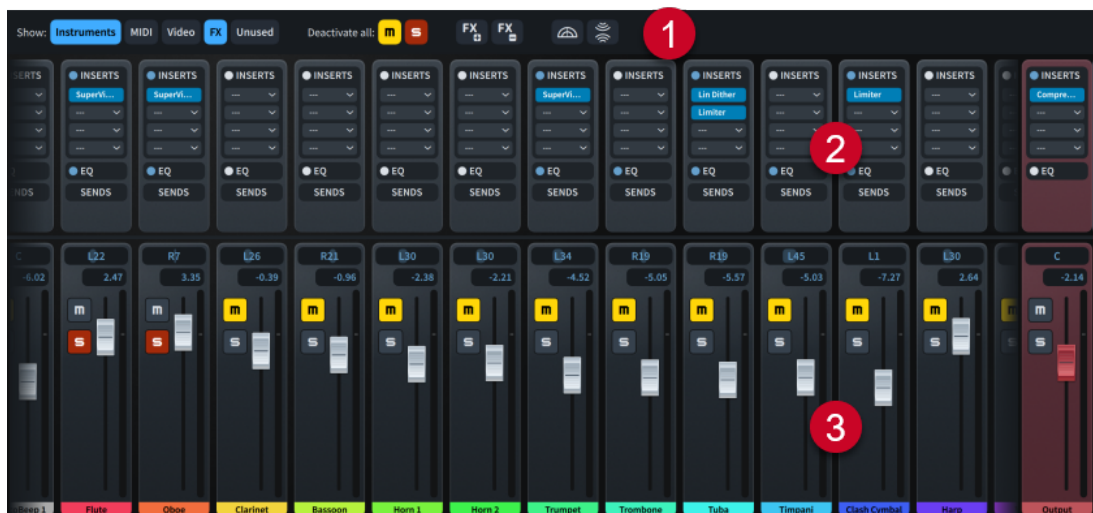 Show: Instruments MIDI Video FX Unused Deactivate all: m s FX FX 1
INSERTS INSERTS INSERTS INSERTS INSERTS INSERTS INSERTS INSERTS INSERTS INSERTS INSERTS INSERTS INSERTS
SuperVi... SuperVi... --- --- --- --- SuperVi... --- Lin Dither --- Limiter --- Compre...
--- --- --- --- --- --- --- --- Limiter --- --- --- ---
--- --- --- --- --- --- --- --- --- --- --- --- ---
--- --- --- --- --- --- --- --- --- --- 2 --- --- ---
EQ EQ EQ EQ EQ EQ EQ EQ EQ EQ EQ EQ EQ
SENDS SENDS SENDS SENDS SENDS SENDS SENDS SENDS SENDS SENDS SENDS SENDS
C L22 R7 L26 R21 L30 L30 L34 R19 R19 L45 L1 L30 C
-6.02 2.47 3.35 -0.39 -0.96 -2.38 -2.21 -4.52 -5.05 -5.57 -5.03 -7.27 2.64 -2.14
m m m m m m m m m m m m m m
s s s s s s s s s s s s s
3
Flute Oboe Clarinet Bassoon Horn 1 Horn 2 Trumpet Trombone Tuba Timpani Clash Cymbal Harp Output